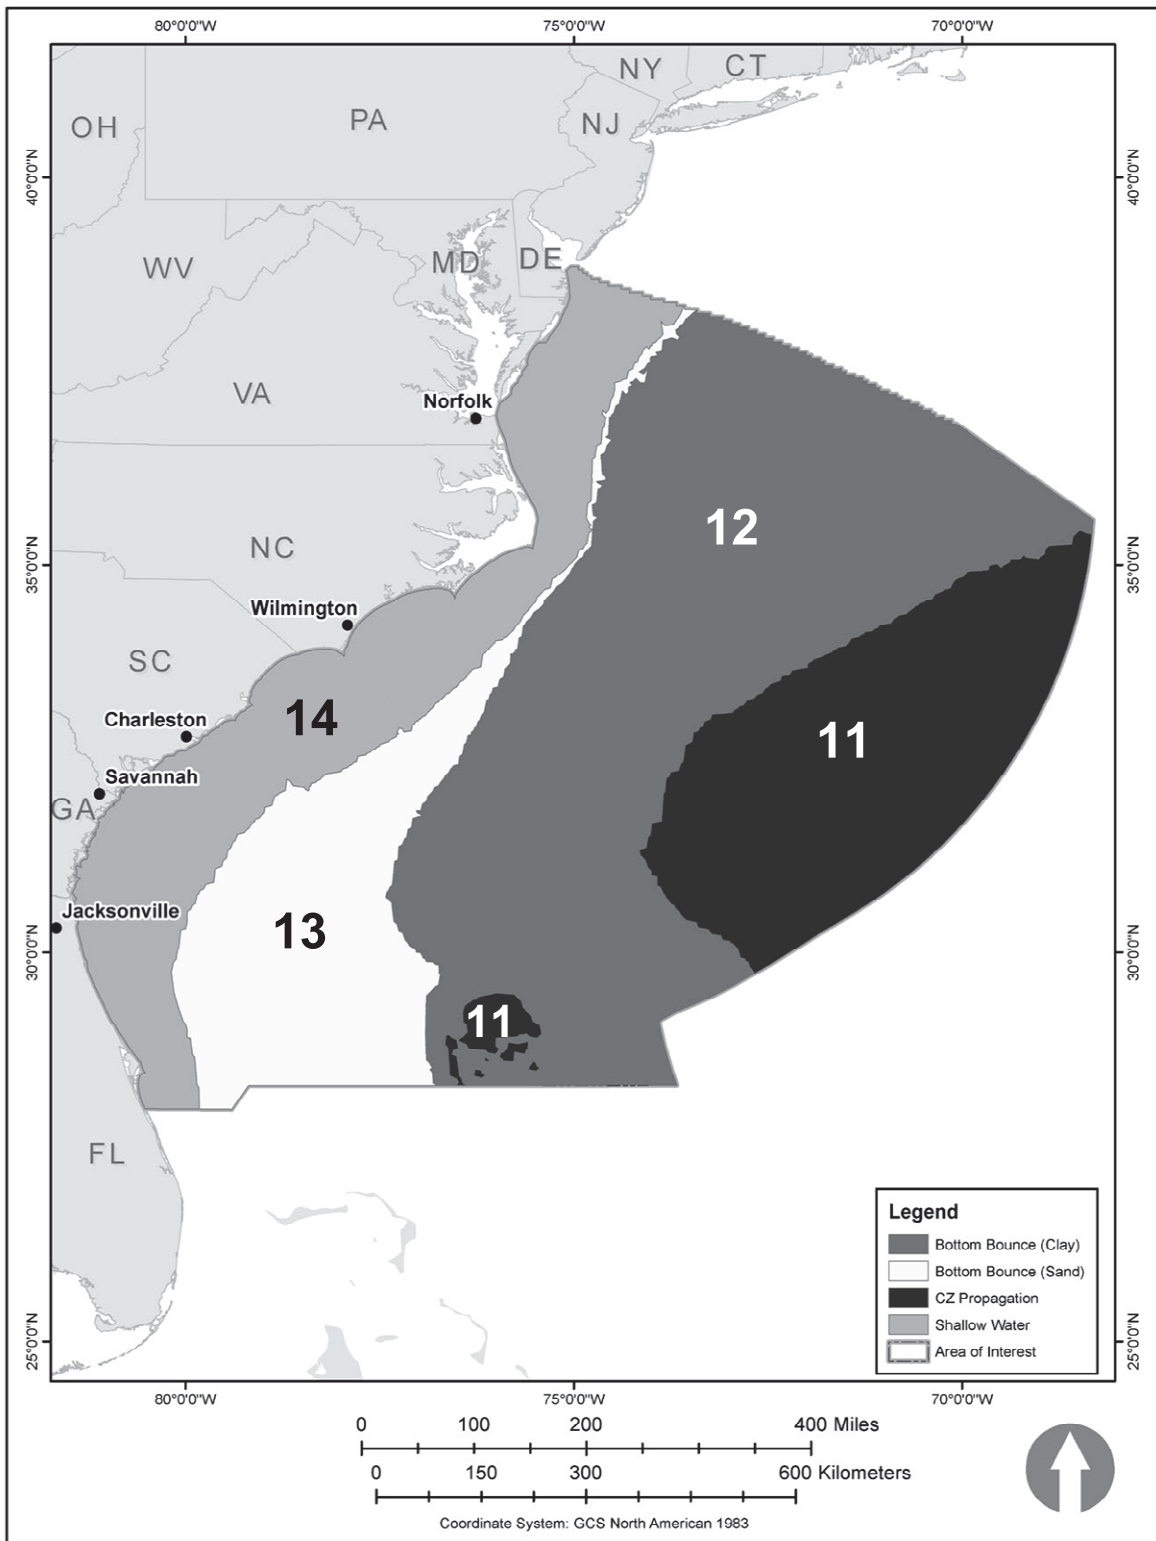 80°0'0"W 75°0'0"W 70°0'0"W
NY CT
OH PA NJ
40°0'0"N 40°0'0"N
WV MD DE
VA
Norfolk
12
NC
35°0'0"N 35°0'0"N
Wilmington
SC
14
Charleston
11
Savannah
GA
Jacksonville
13
30°0'0"N 30°0'0"N
11
FL
Legend
Bottom Bounce (Clay)
Bottom Bounce (Sand)
CZ Propagation
Shallow Water
Area of Interest
25°0'0"N 25°0'0"N
80°0'0"W 75°0'0"W 70°0'0"W
0 100 200 400 Miles
0 150 300 600 Kilometers
Coordinate System: GCS North American 1983